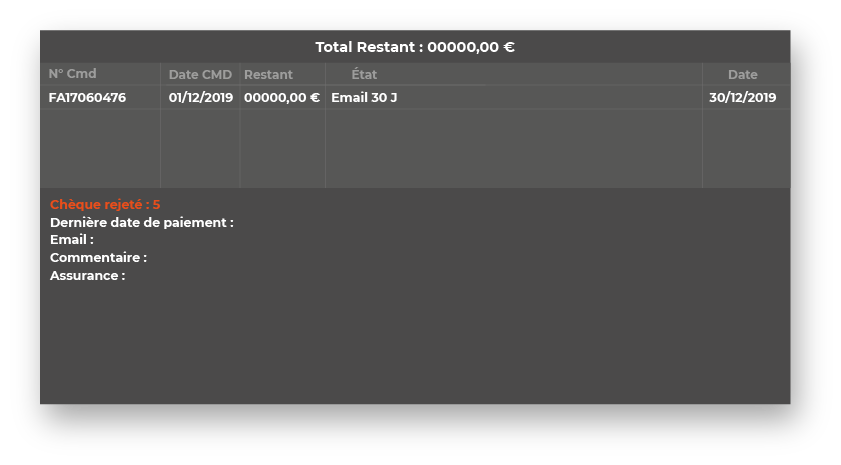 Total Restant : 00000,00 €
N° Cmd Date CMD Restant État Date
FA17060476 01/12/2019 00000,00 € Email 30 J 30/12/2019
Chèque rejeté : 5
Dernière date de paiement :
Email :
Commentaire :
Assurance :